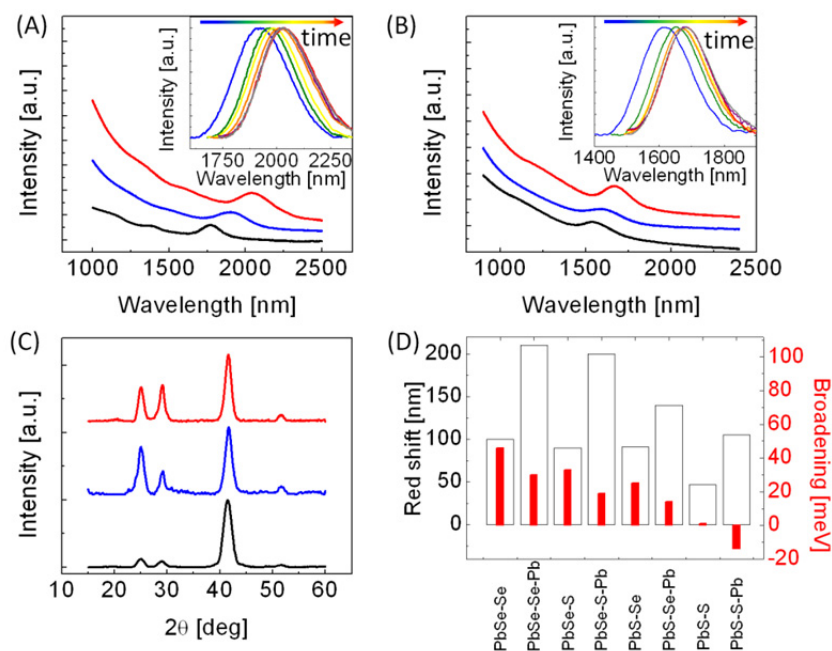 (A)
time
Intensity [a.u.]
1750 2000 2250
Wavelength [nm]
Intensity [a.u.]
1000 1500 2000 2500
Wavelength [nm]
(B)
time
Intensity [a.u.]
1400 1600 1800
Wavelength [nm]
Intensity [a.u.]
1000 1500 2000 2500
Wavelength [nm]
(C)
Intensity [a.u.]
10 20 30 40 50 60
2θ [deg]
(D)
Red shift [nm]
200
150
100
50
0
Broadening [meV]
100
80
60
40
20
0
-20
PbSe-Se
PbSe-Se-Pb
PbSe-S
PbSe-S-Pb
PbS-Se
PbS-Se-Pb
PbS-S
PbS-S-Pb